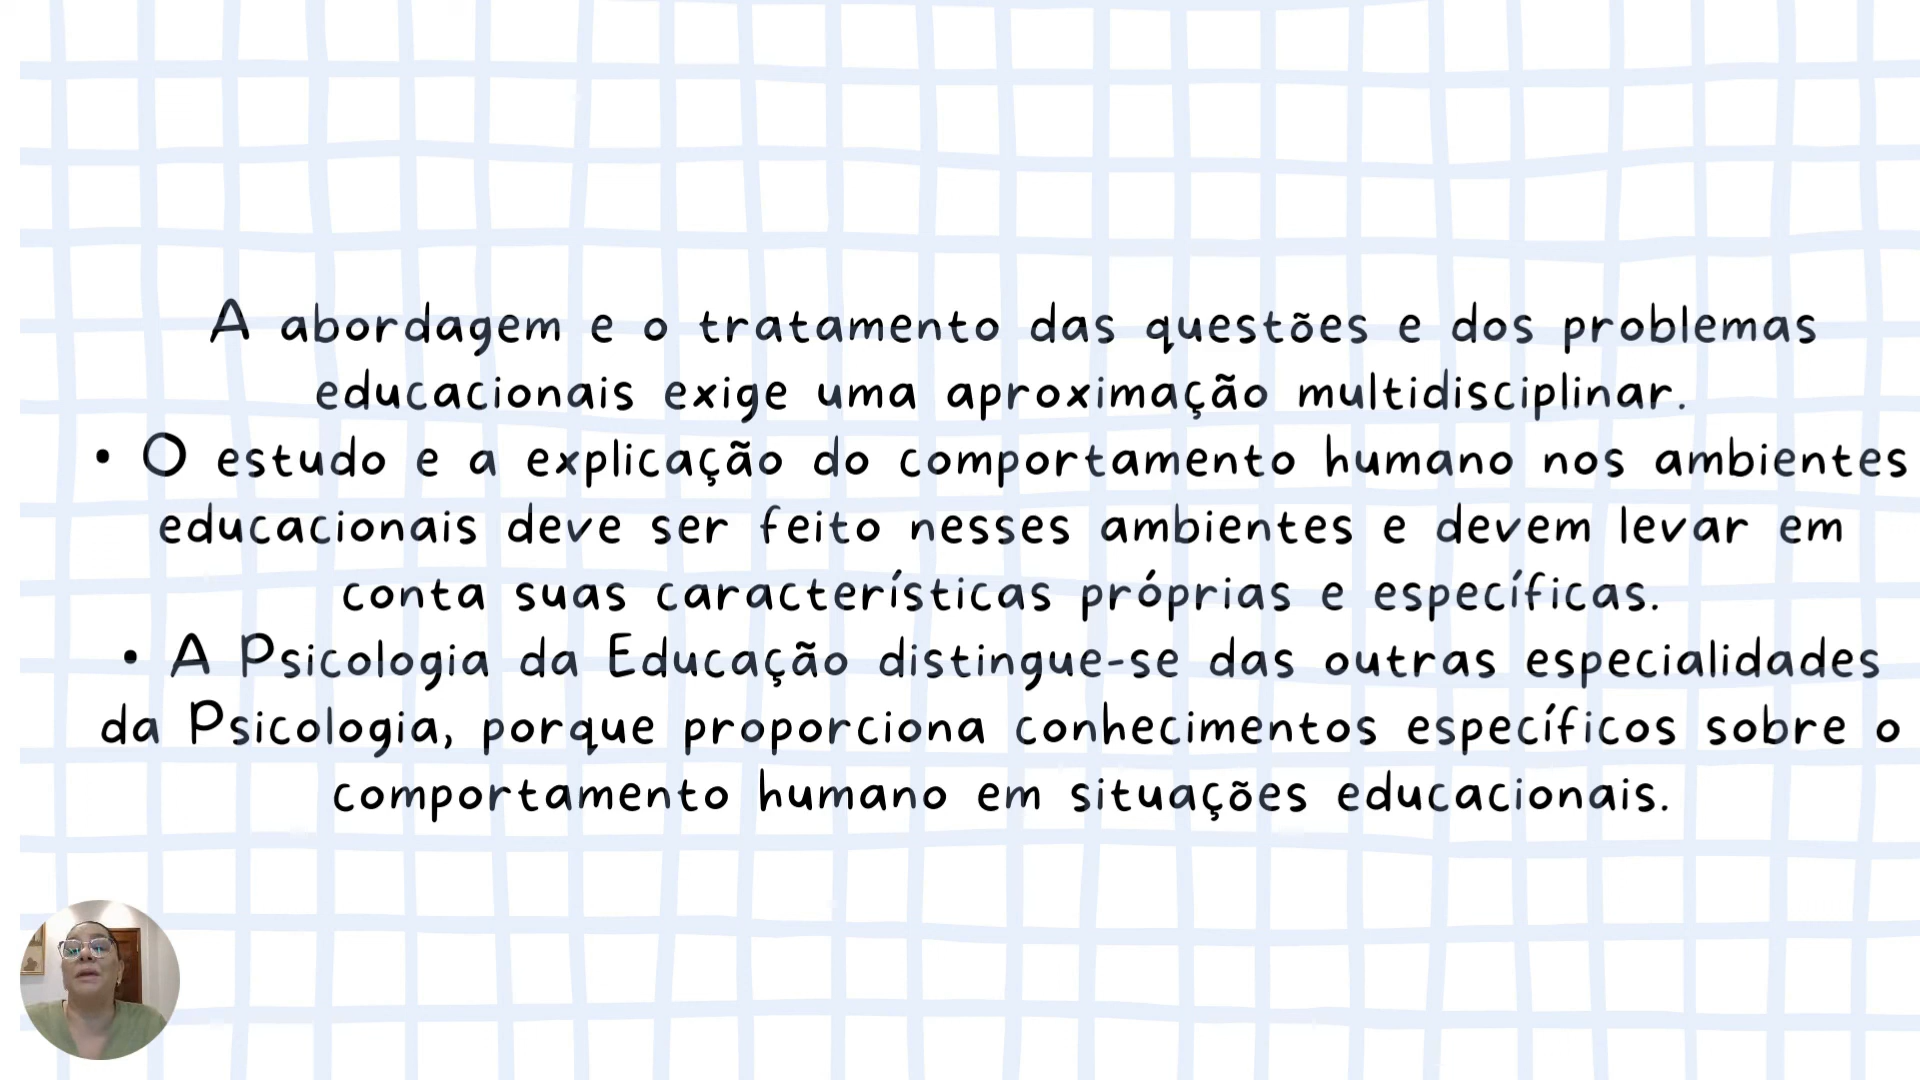 A abordagem e o tratamento das questões e dos problemas
educacionais exige uma aproximação multidisciplinar.
• O estudo e a explicação do comportamento humano nos ambientes
educacionais deve ser feito nesses ambientes e devem levar em
conta suas características próprias e específicas.
• A Psicologia da Educação distingue-se das outras especialidades
da Psicologia, porque proporciona conhecimentos específicos sobre o
comportamento humano em situações educacionais.